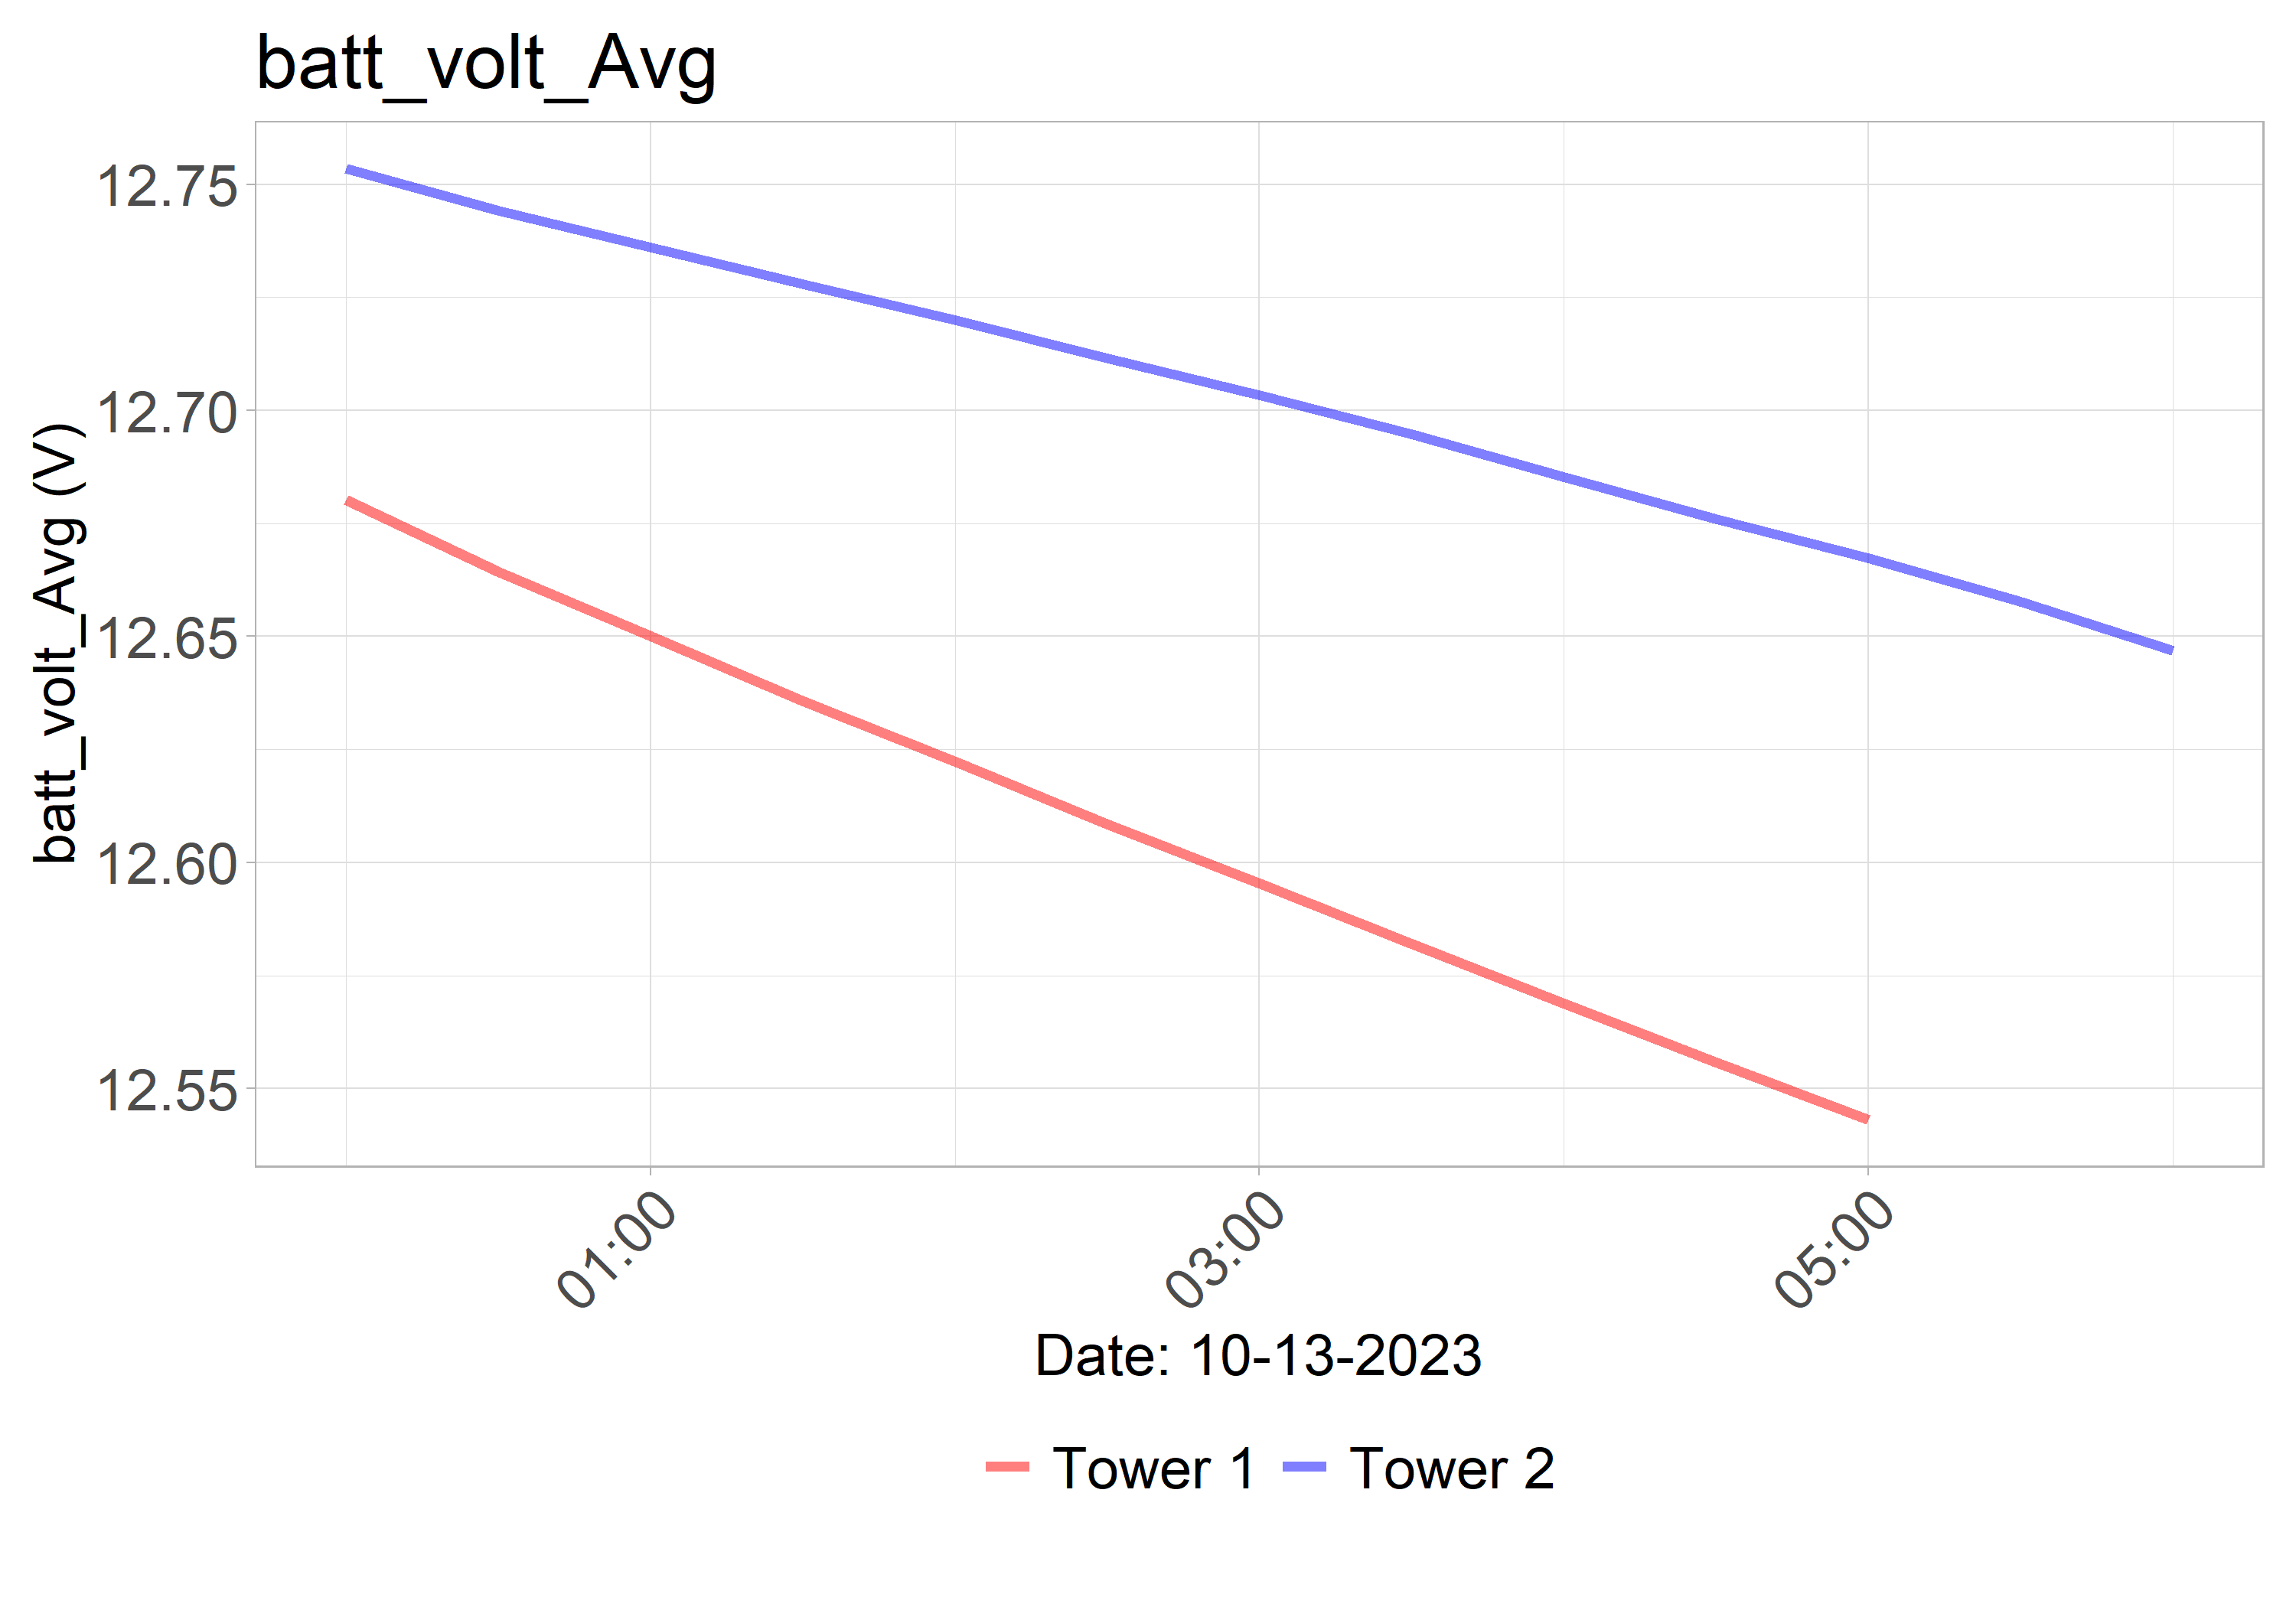 batt_volt_Avg
batt_volt_Avg (V)
12.75
12.70
12.65
12.60
12.55
01:00
03:00
05:00
Date: 10-13-2023
Tower 1
Tower 2